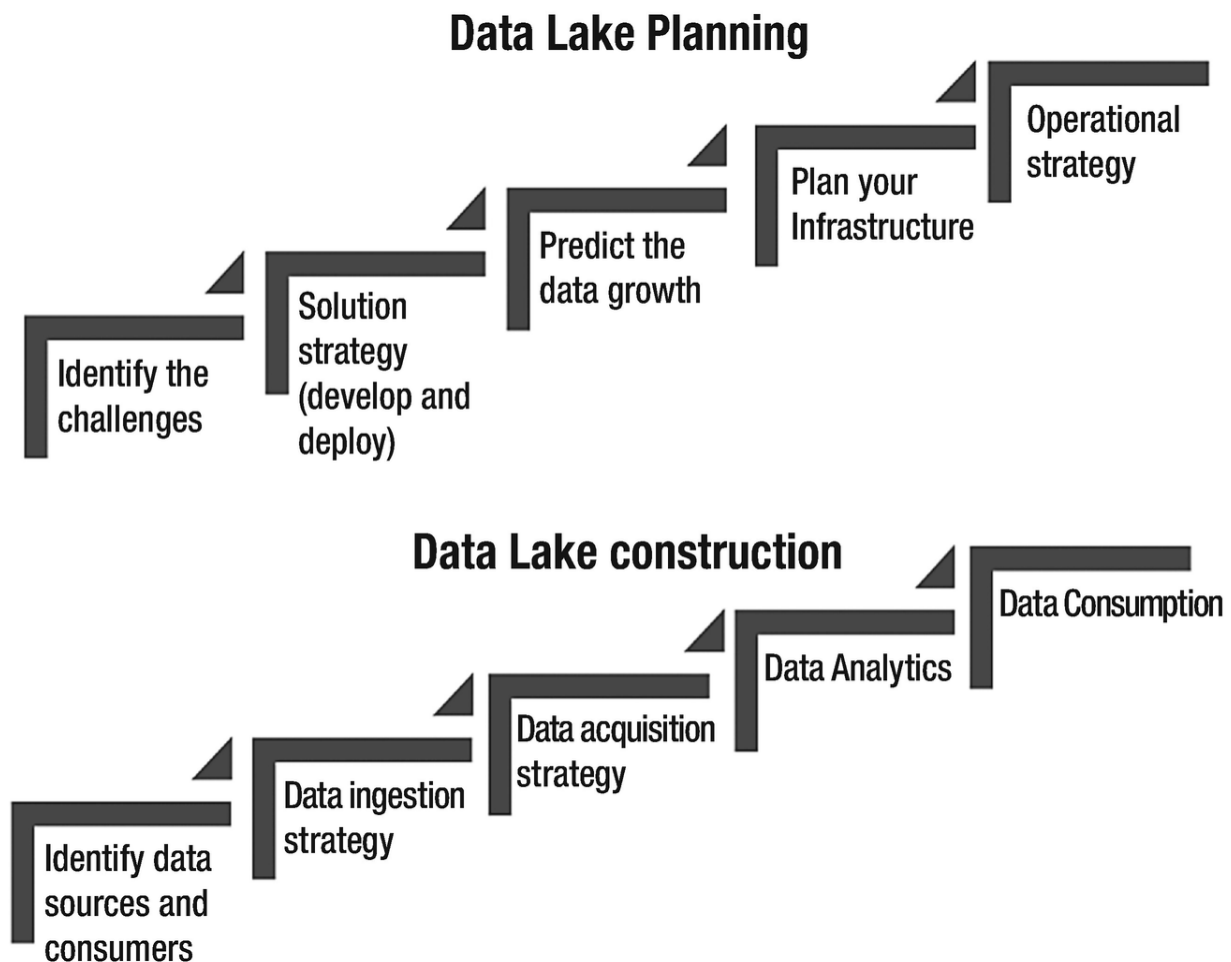 Data Lake Planning
Identify the
challenges
Solution
strategy
(develop and
deploy)
Predict the
data growth
Plan your
Infrastructure
Operational
strategy
Data Lake construction
Identify data
sources and
consumers
Data ingestion
strategy
Data acquisition
strategy
Data Analytics
Data Consumption